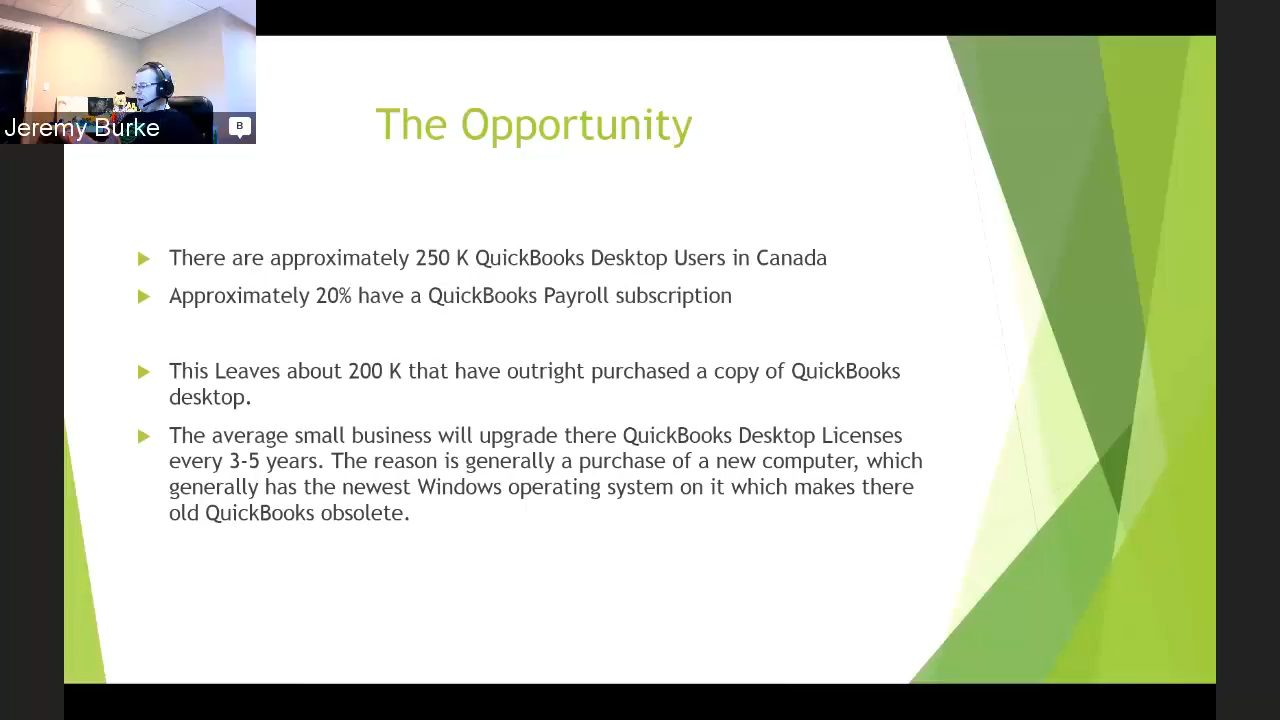 Jeremy Burke
B
The Opportunity
There are approximately 250 K QuickBooks Desktop Users in Canada
Approximately 20% have a QuickBooks Payroll subscription
This Leaves about 200 K that have outright purchased a copy of QuickBooks
desktop.
The average small business will upgrade there QuickBooks Desktop Licenses
every 3-5 years. The reason is generally a purchase of a new computer, which
generally has the newest Windows operating system on it which makes there
old QuickBooks obsolete.